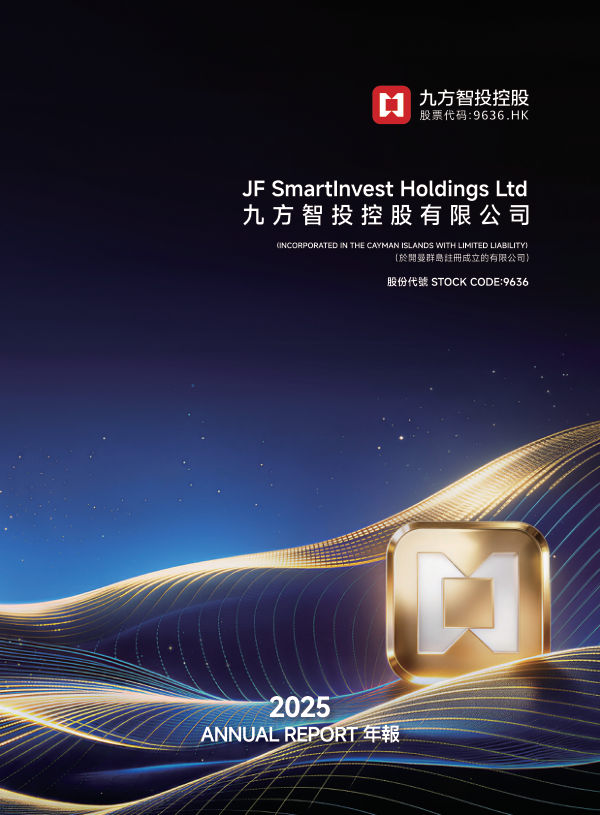 九方智投控股
股票代码:9636.HK
JF SmartInvest Holdings Ltd
九方智投控股有限公司
(INCORPORATED IN THE CAYMAN ISLANDS WITH LIMITED LIABILITY)
(於開曼群島註冊成立的有限公司)
股份代號 STOCK CODE:9636
2025
ANNUAL REPORT 年報